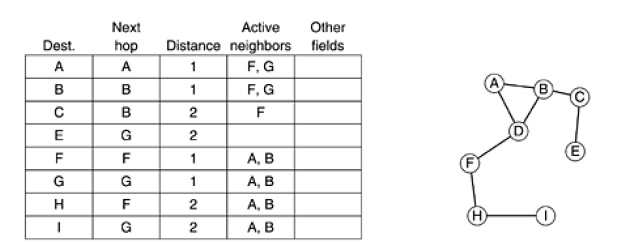 Dest. Next hop Distance Active neighbors Other fields
A A 1 F, G
B B 1 F, G
C B 2 F
E G 2
F F 1 A, B
G G 1 A, B
H F 2 A, B
I G 2 A, B
A
B
C
D
E
F
H
I